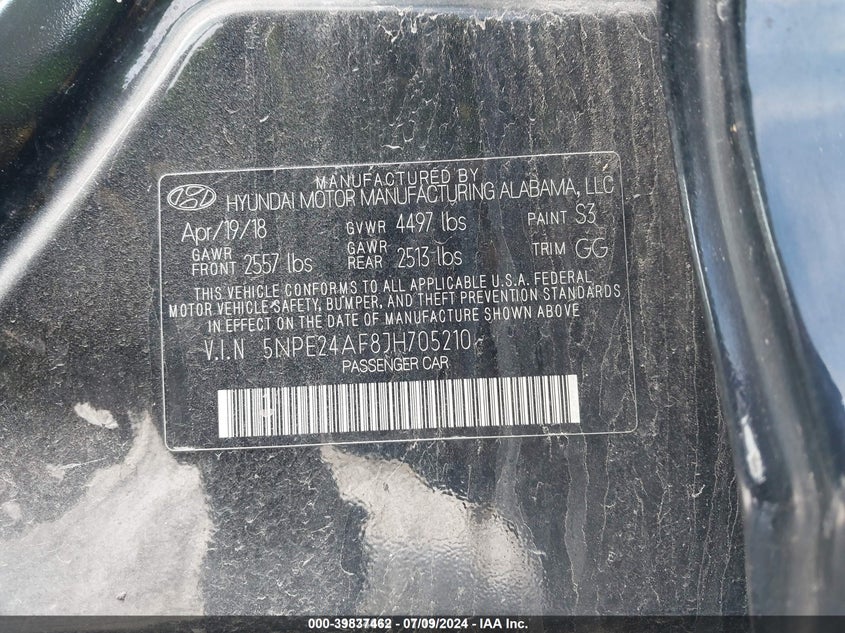 MANUFACTURED BY
HYUNDAI MOTOR MANUFACTURING ALABAMA, LLC
Apr/19/18 GVWR 4497 lbs PAINT S3
GAWR FRONT 2557 lbs GAWR REAR 2513 lbs TRIM GG
THIS VEHICLE CONFORMS TO ALL APPLICABLE U.S.A. FEDERAL
MOTOR VEHICLE SAFETY, BUMPER, AND THEFT PREVENTION STANDARDS
IN EFFECT ON THE DATE OF MANUFACTURE SHOWN ABOVE
V.I.N 5NPE24AF8JH705210
PASSENGER CAR
000-39837462 - 07/09/2024 - IAA Inc.